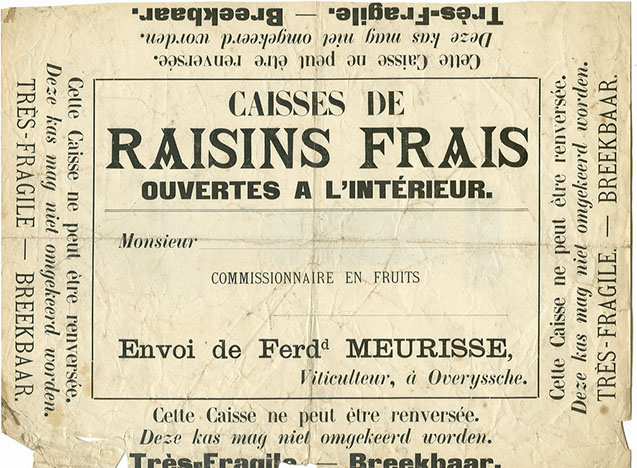 Très-Fragile. — Breekbaar.
Deze kas mag niet omgekeerd worden.
Cette Caisse ne peut être renversée.
Cette Caisse ne peut être renversée.
Deze kas mag niet omgekeerd worden.
TRÈS-FRAGILE — BREEKBAAR.
CAISSES DE
RAISINS FRAIS
OUVERTES A L'INTÉRIEUR.
Monsieur
COMMISSIONNAIRE EN FRUITS
Envoi de Ferdᵈ MEURISSE,
Viticulteur, à Overyssche.
Cette Caisse ne peut être renversée.
Deze kas mag niet omgekeerd worden.
TRÈS-FRAGILE. — BREEKBAAR.
Cette Caisse ne peut être renversée.
Deze kas mag niet omgekeerd worden.
Très-Fragile — Breekbaar.